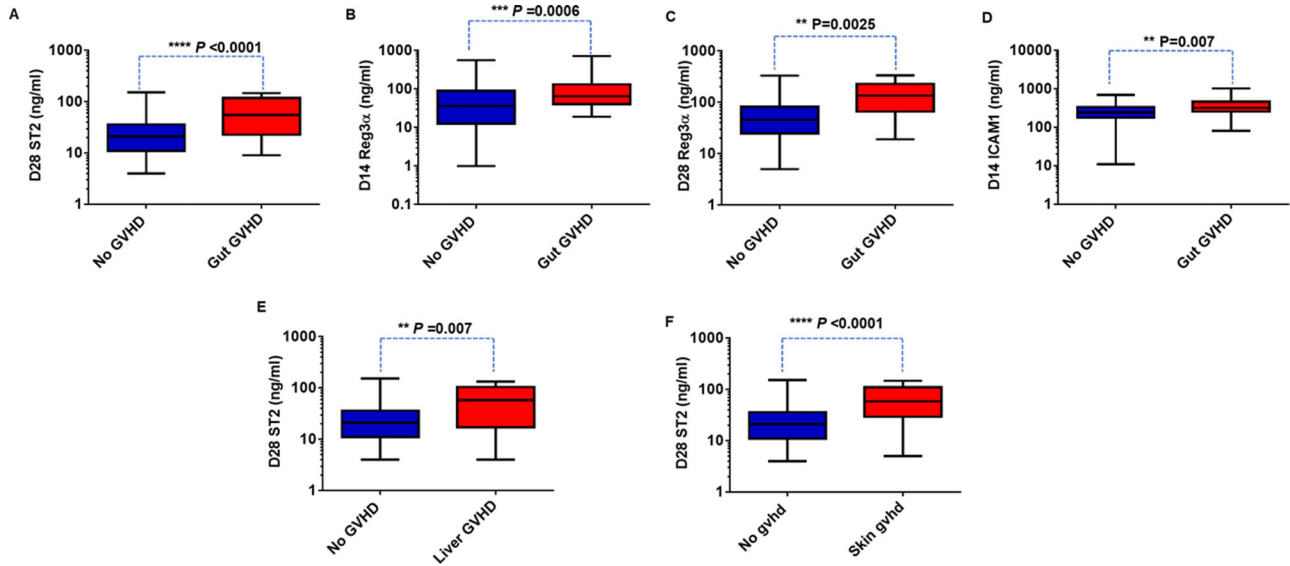 A
**** P <0.0001
D28 ST2 (ng/ml)
1000
100
10
1
No GVHD
Gut GVHD
B
*** P =0.0006
D14 Reg3α (ng/ml)
1000
100
10
1
0.1
No GVHD
Gut GVHD
C
** P=0.0025
D28 Reg3α (ng/ml)
1000
100
10
1
No GVHD
Gut GVHD
D
** P=0.007
D14 ICAM1 (ng/ml)
10000
1000
100
10
1
No GVHD
Gut GVHD
E
** P =0.007
D28 ST2 (ng/ml)
1000
100
10
1
No GVHD
Liver GVHD
F
**** P <0.0001
D28 ST2 (ng/ml)
1000
100
10
1
No gvhd
Skin gvhd